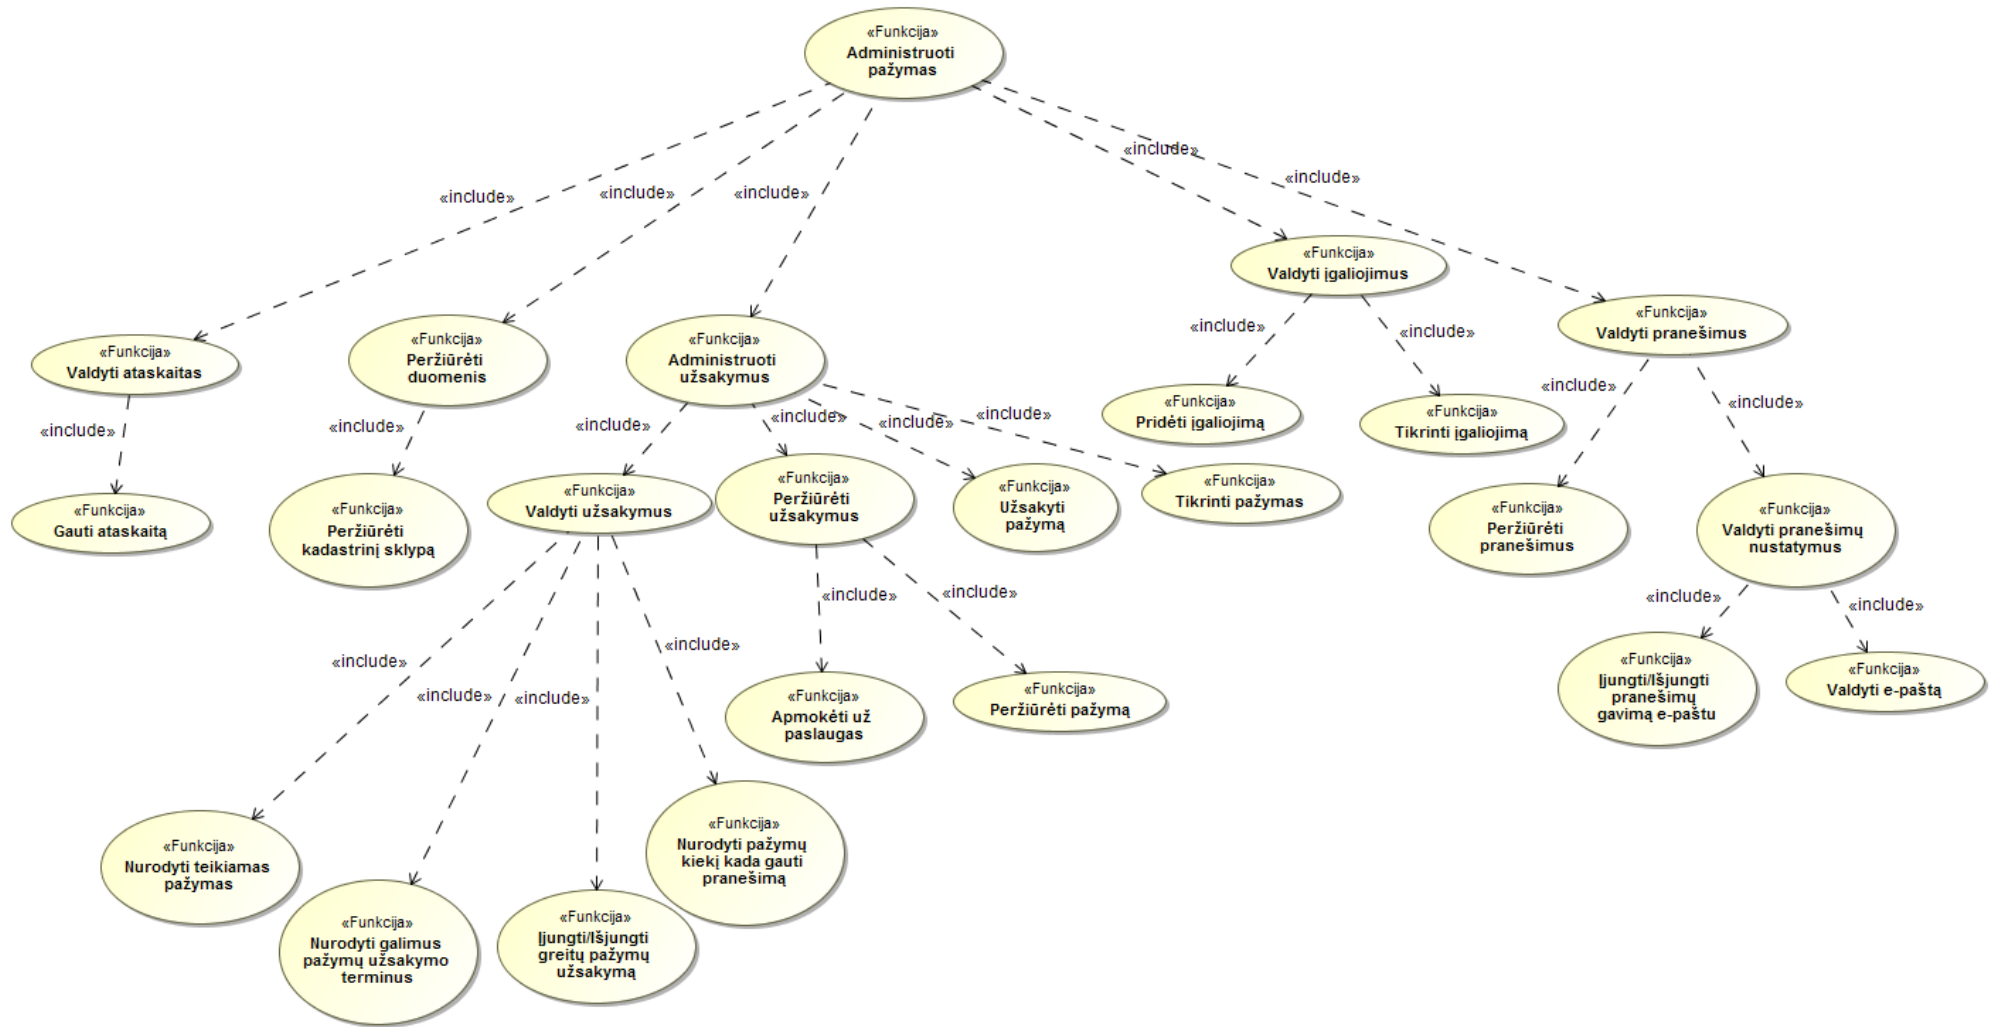 «Funkcija»
Administruoti
pažymas
«include»
«include»
«include»
«include»
«include»
«Funkcija»
Valdyti įgaliojimus
«Funkcija»
Valdyti pranešimus
«Funkcija»
Valdyti ataskaitas
«Funkcija»
Peržiūrėti
duomenis
«Funkcija»
Administruoti
užsakymus
«include»
«include»
«include»
«include»
«include»
«include»
«include»
«include»
«include»
«include»
«Funkcija»
Pridėti įgaliojimą
«Funkcija»
Tikrinti įgaliojimą
«Funkcija»
Gauti ataskaitą
«Funkcija»
Peržiūrėti
kadastrinį sklypą
«Funkcija»
Valdyti užsakymus
«Funkcija»
Peržiūrėti
užsakymus
«Funkcija»
Užsakyti
pažymą
«Funkcija»
Tikrinti pažymas
«Funkcija»
Peržiūrėti
pranešimus
«Funkcija»
Valdyti pranešimų
nustatymus
«include»
«include»
«include»
«include»
«include»
«include»
«include»
«include»
«Funkcija»
Apmokėti už
paslaugas
«Funkcija»
Peržiūrėti pažymą
«Funkcija»
Įjungti/Išjungti
pranešimų
gavimą e-paštu
«Funkcija»
Valdyti e-paštą
«Funkcija»
Nurodyti teikiamas
pažymas
«Funkcija»
Nurodyti galimus
pažymų užsakymo
terminus
«Funkcija»
Įjungti/Išjungti
greitų pažymų
užsakymą
«Funkcija»
Nurodyti pažymų
kiekį kada gauti
pranešimą